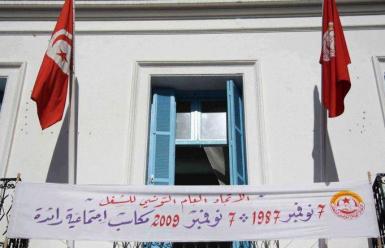 الاتحاد العام التونسي للشغل
7 نوفمبر 1987 ❖ 7 نوفمبر 2009 مكاسب اجتماعية رائدة